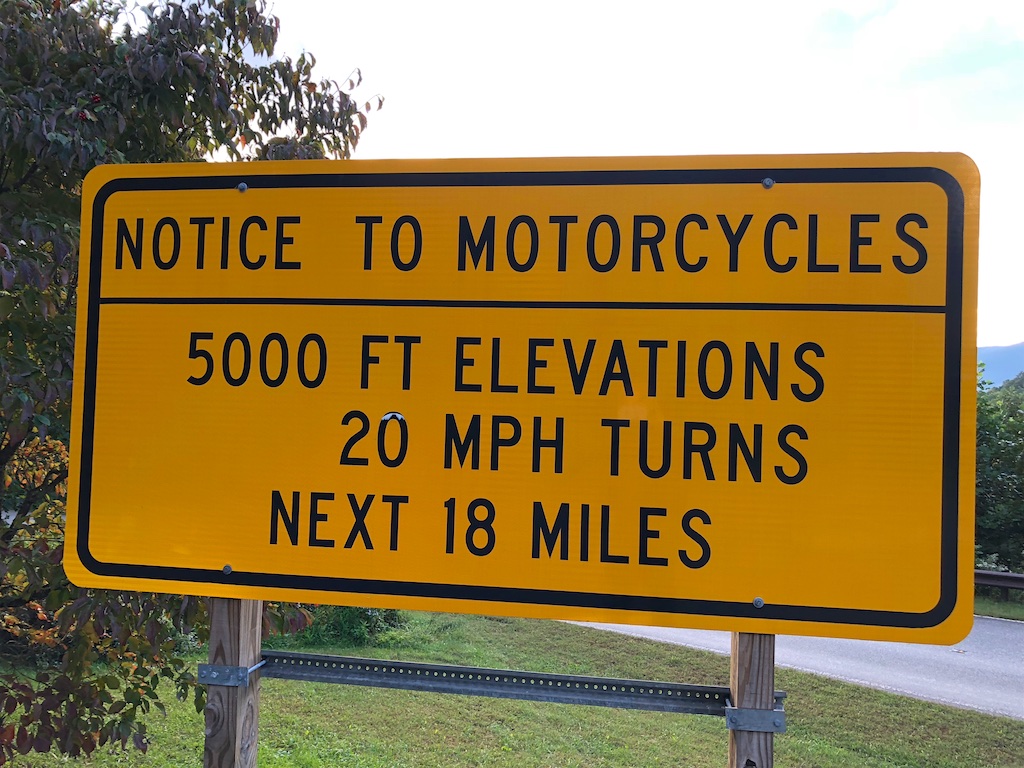 NOTICE TO MOTORCYCLES
5000 FT ELEVATIONS
20 MPH TURNS
NEXT 18 MILES